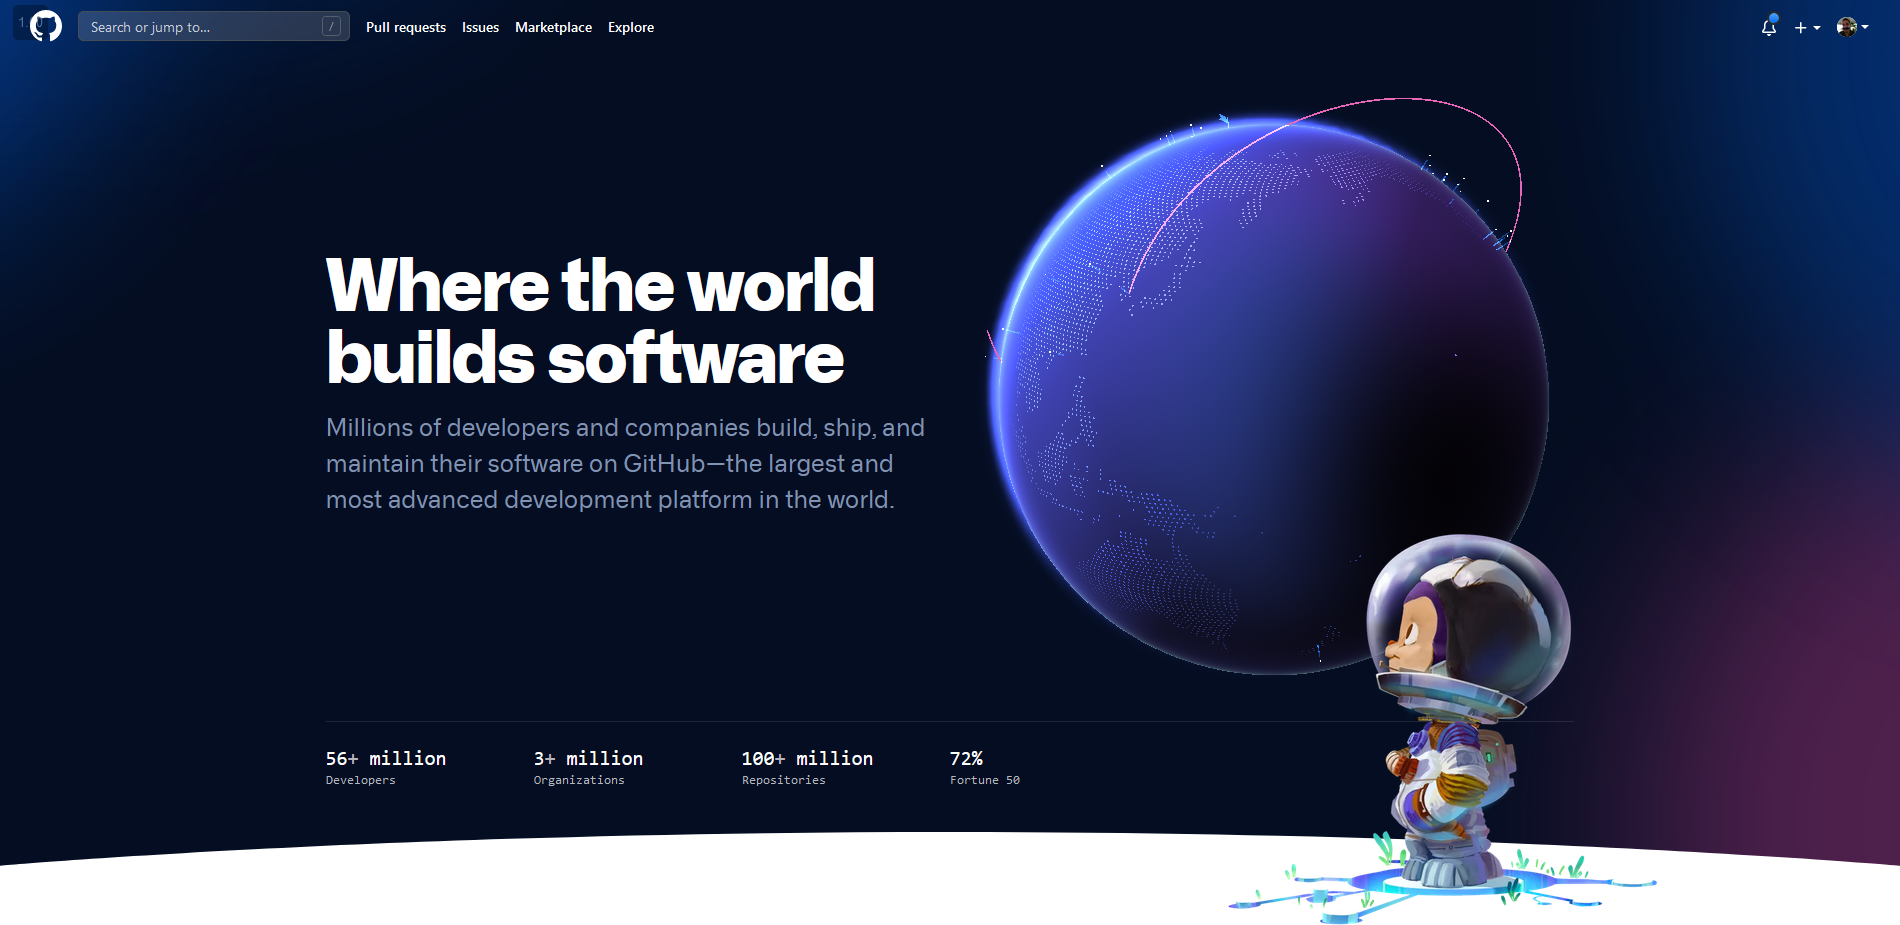 Search or jump to...
/
Pull requests
Issues
Marketplace
Explore
Where the world
builds software
Millions of developers and companies build, ship, and
maintain their software on GitHub—the largest and
most advanced development platform in the world.
56+ million
Developers
3+ million
Organizations
100+ million
Repositories
72%
Fortune 50